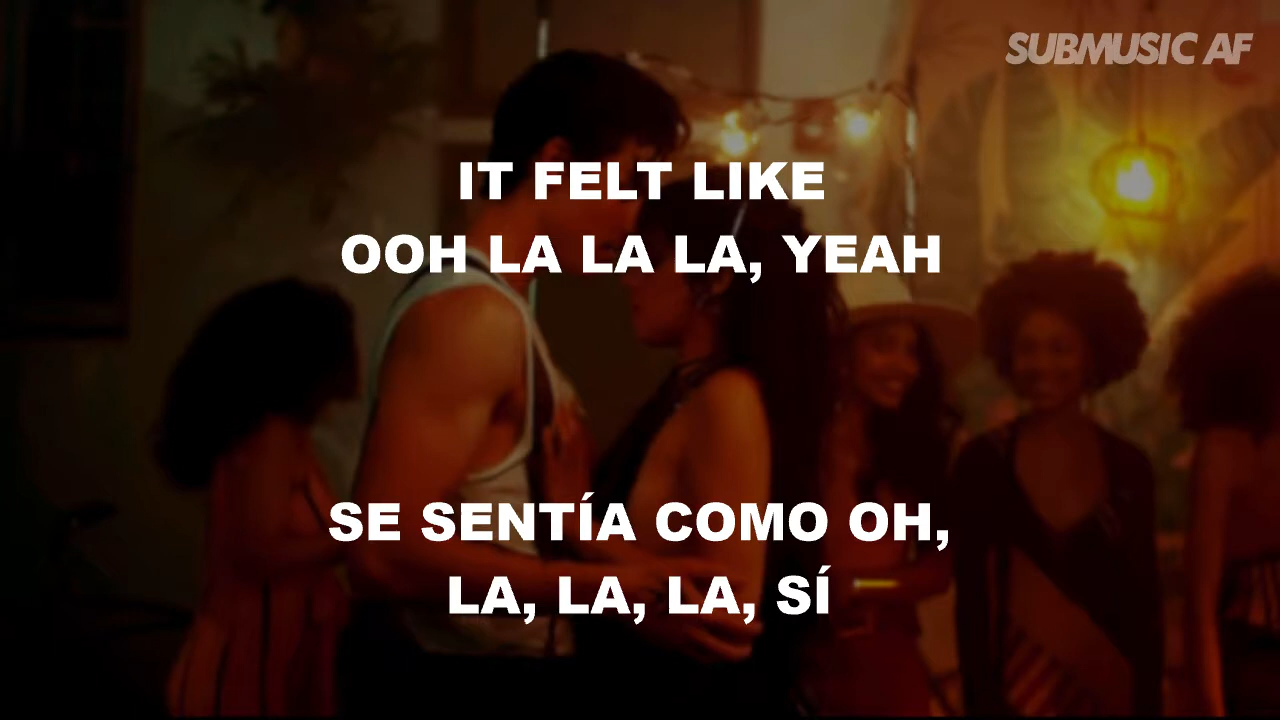 SUBMUSIC AF
IT FELT LIKE
OOH LA LA LA, YEAH
SE SENTÍA COMO OH,
LA, LA, LA, SÍ